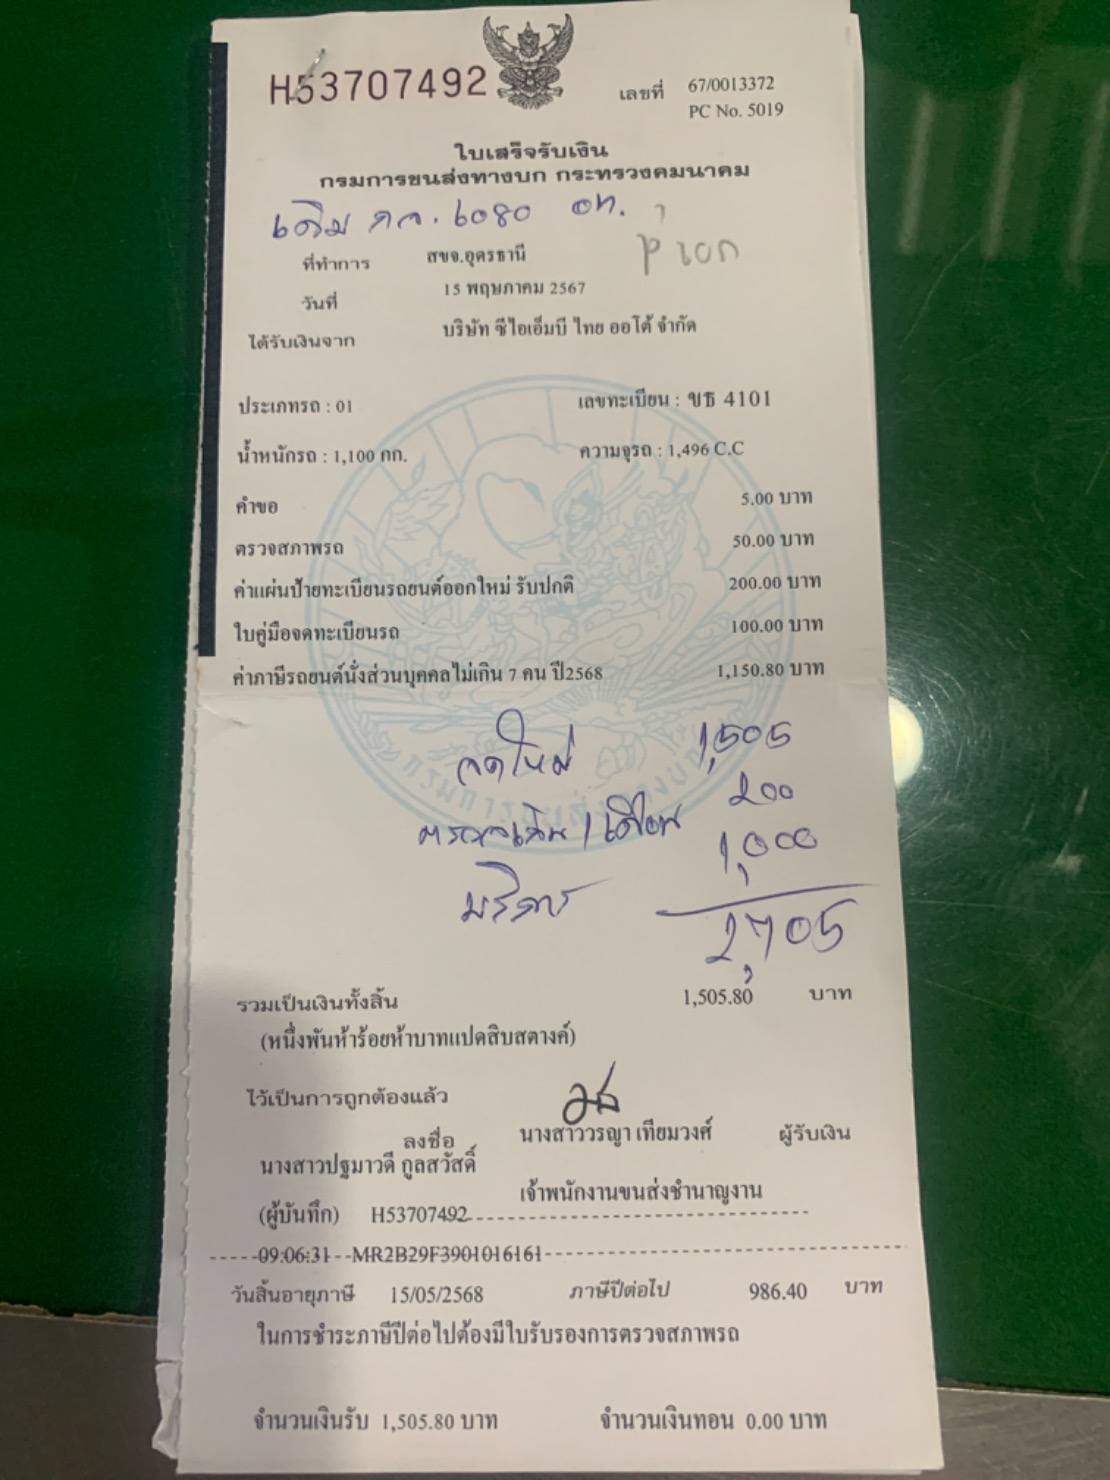 H53707492
เลขที่ 67/0013372
PC No. 5019
ใบเสร็จรับเงิน
กรมการขนส่งทางบก กระทรวงคมนาคม
เดิม กจ. 6080 อท.
ที่ทำการ สขจ.อุดรธานี
วันที่ 15 พฤษภาคม 2567
ได้รับเงินจาก บริษัท ซีไอเอ็มบี ไทย ออโต้ จำกัด
ประเภทรถ : 01 เลขทะเบียน : ขธ 4101
น้ำหนักรถ : 1,100 กก. ความจุรถ : 1,496 C.C
คำขอ 5.00 บาท
ตรวจสภาพรถ 50.00 บาท
ค่าแผ่นป้ายทะเบียนรถยนต์ออกใหม่ รับปกติ 200.00 บาท
ใบคู่มือจดทะเบียนรถ 100.00 บาท
ค่าภาษีรถยนต์นั่งส่วนบุคคลไม่เกิน 7 คน ปี2568 1,150.80 บาท
จดใหม่ 1,505
200
1,000
บริการ
2,705
รวมเป็นเงินทั้งสิ้น 1,505.80 บาท
(หนึ่งพันห้าร้อยห้าบาทแปดสิบสตางค์)
ไว้เป็นการถูกต้องแล้ว
ลงชื่อ นางสาววรญา เทียมวงศ์ ผู้รับเงิน
นางสาวปฐมาวดี กูลสวัสดิ์
เจ้าพนักงานขนส่งชำนาญงาน
(ผู้บันทึก) H53707492
09:06:31 MR2B29F3901016161
วันสิ้นอายุภาษี 15/05/2568 ภาษีปีต่อไป 986.40 บาท
ในการชำระภาษีปีต่อไปต้องมีใบรับรองการตรวจสภาพรถ
จำนวนเงินรับ 1,505.80 บาท จำนวนเงินทอน 0.00 บาท